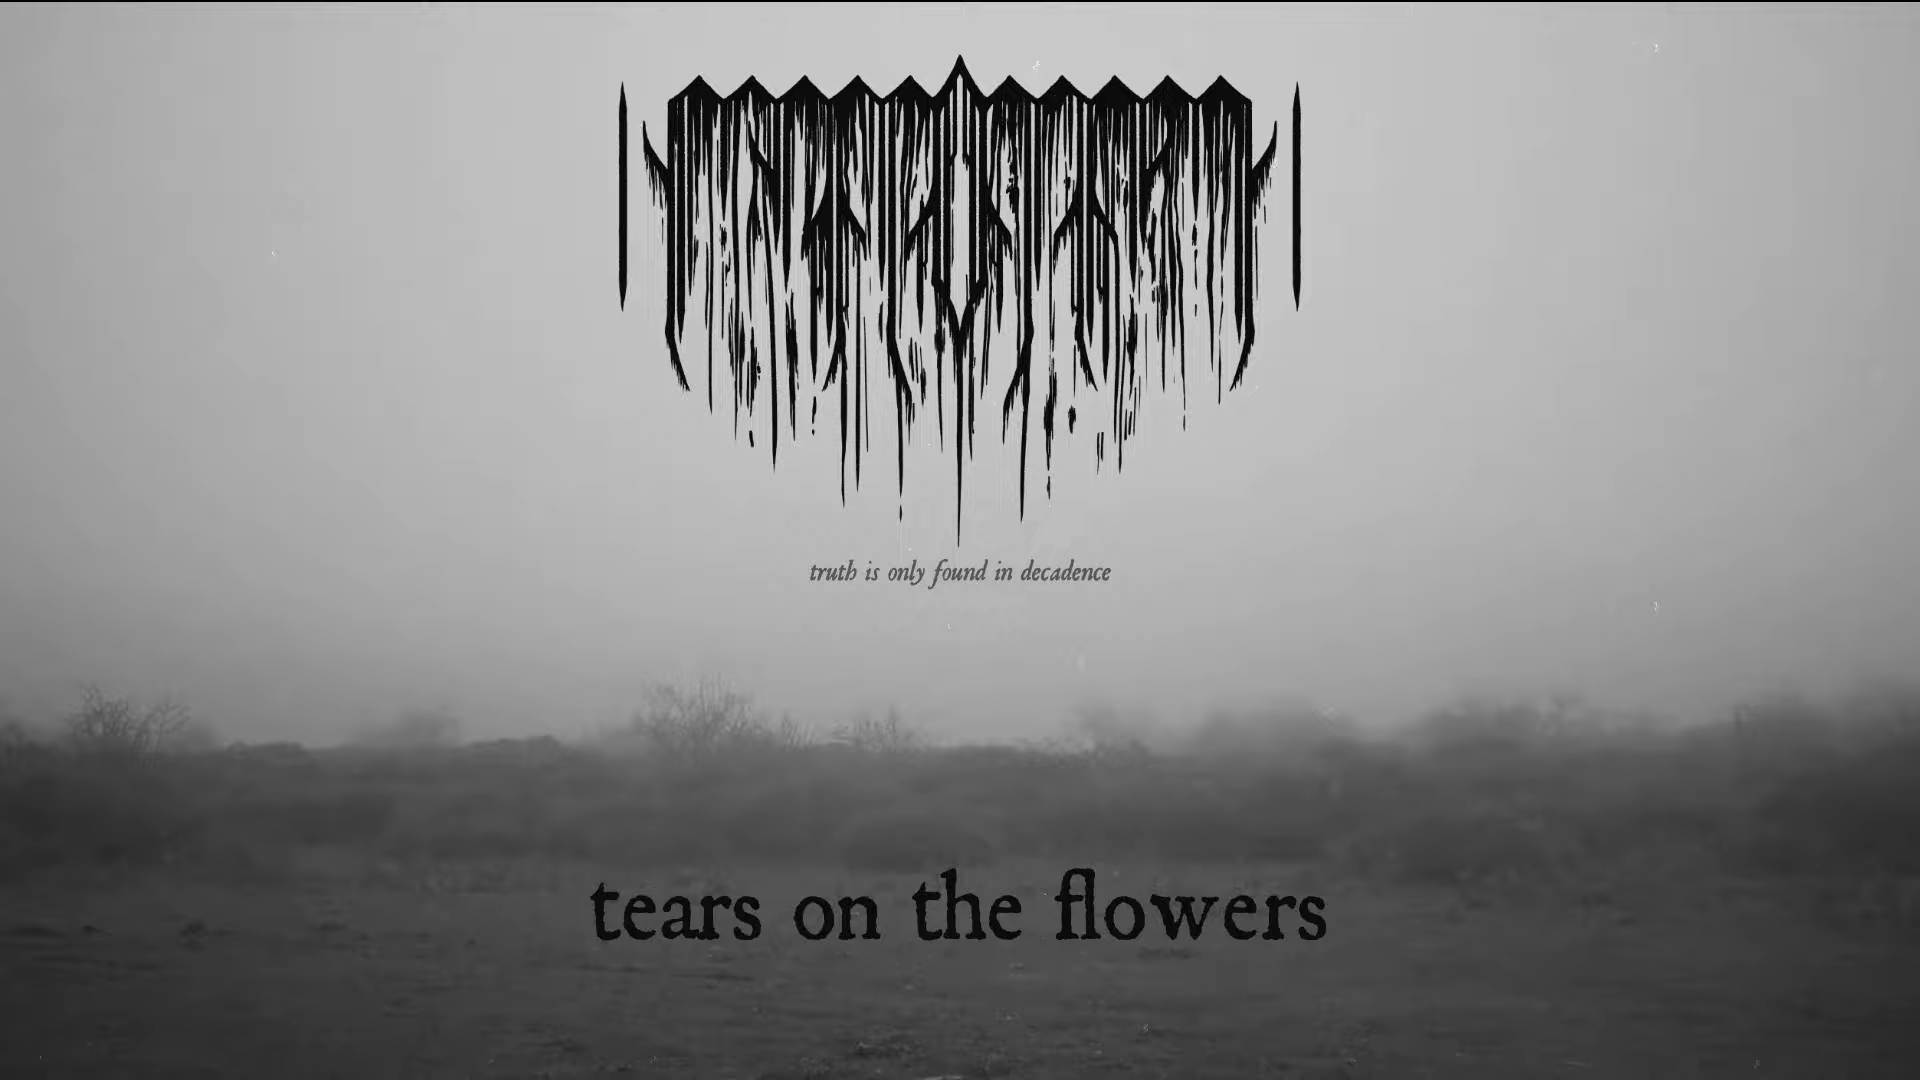 truth is only found in decadence
tears on the flowers